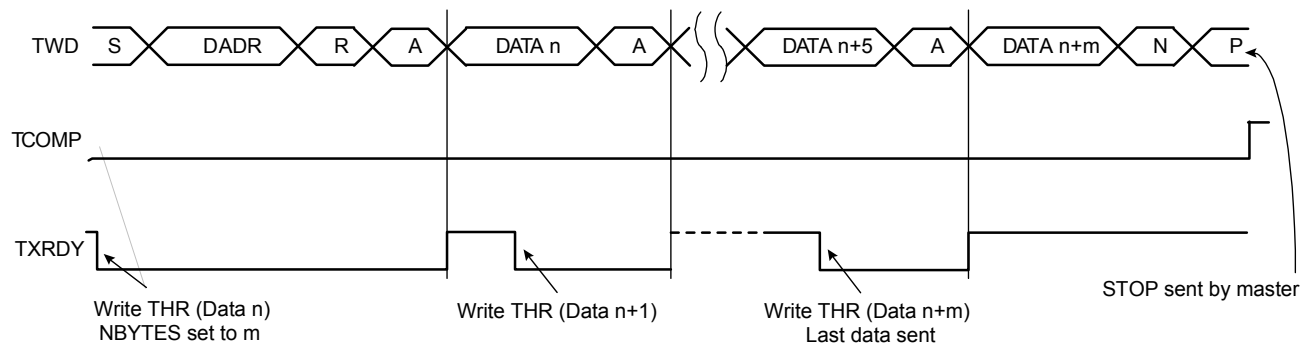 TWD S DADR R A DATA n A DATA n+5 A DATA n+m N P
TCOMP
TXRDY
Write THR (Data n)
NBYTES set to m
Write THR (Data n+1)
Write THR (Data n+m)
Last data sent
STOP sent by master